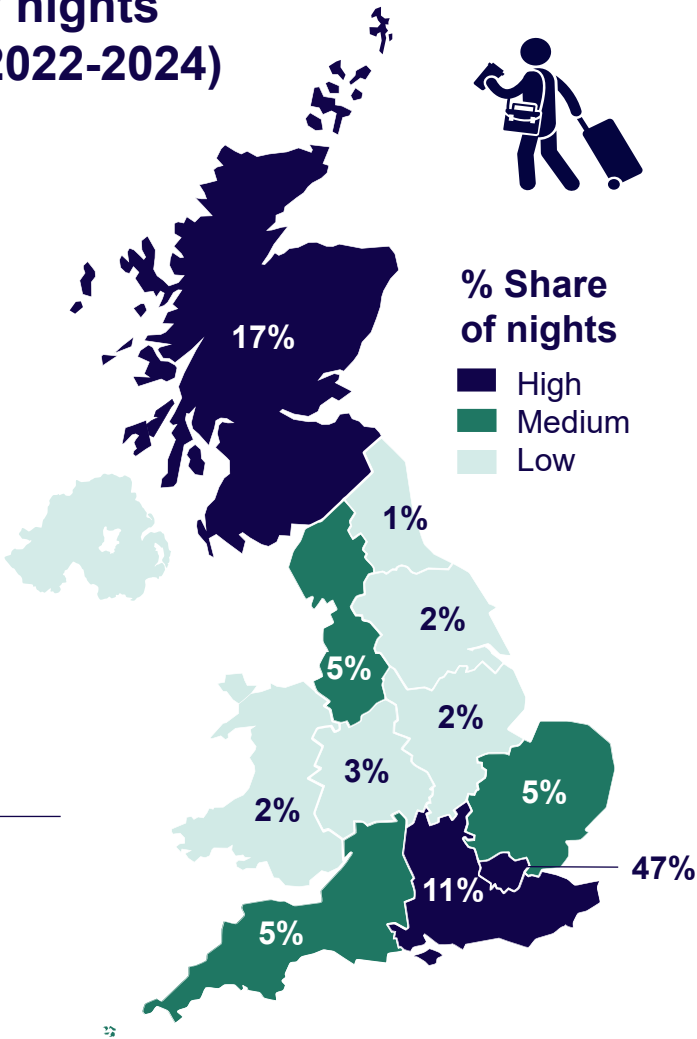 nights
2022-2024)
% Share
of nights
High
Medium
Low
17%
1%
2%
5%
2%
3%
5%
2%
47%
11%
5%